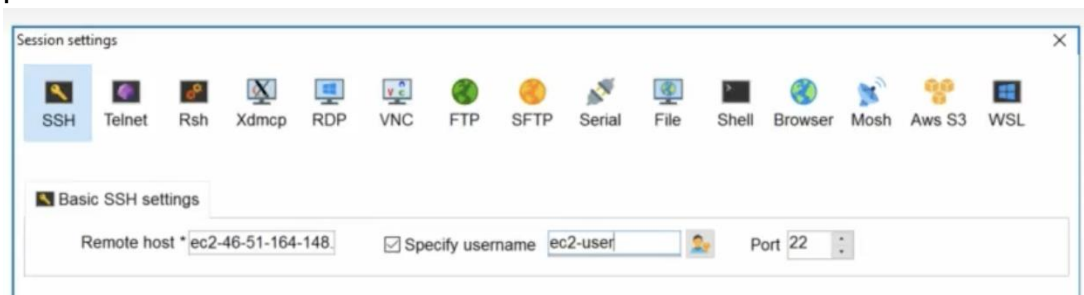 Session settings
SSH Telnet Rsh Xdmcp RDP VNC FTP SFTP Serial File Shell Browser Mosh Aws S3 WSL
Basic SSH settings
Remote host * ec2-46-51-164-148. Specify username ec2-user Port 22